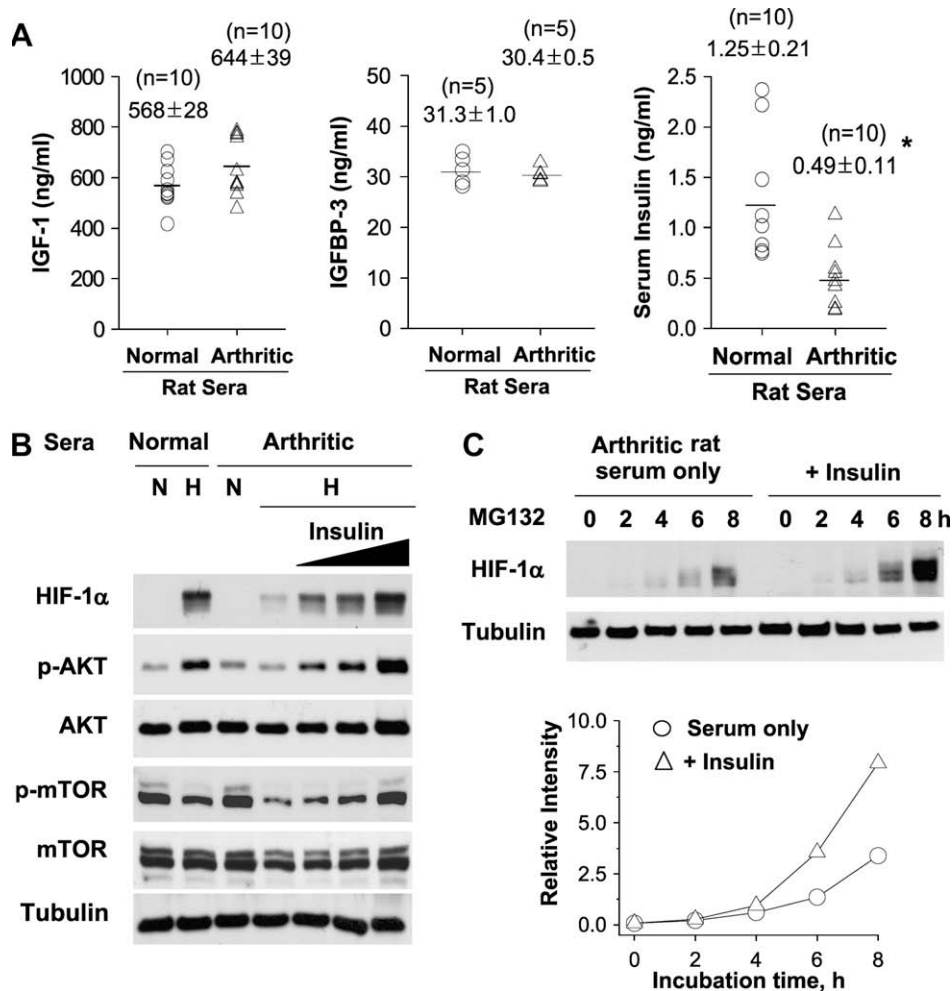 A
(n=10)
568±28
(n=10)
644±39
IGF-1 (ng/ml)
1000
800
600
400
200
0
Normal Arthritic
Rat Sera
(n=5)
31.3±1.0
(n=5)
30.4±0.5
IGFBP-3 (ng/ml)
50
40
30
20
10
0
Normal Arthritic
Rat Sera
(n=10)
1.25±0.21
(n=10)
0.49±0.11 *
Serum Insulin (ng/ml)
2.5
2.0
1.5
1.0
0.5
0.0
Normal Arthritic
Rat Sera
B Sera Normal Arthritic
N H N H
Insulin
HIF-1α
p-AKT
AKT
p-mTOR
mTOR
Tubulin
C
Arthritic rat
serum only
+ Insulin
MG132 0 2 4 6 8 0 2 4 6 8 h
HIF-1α
Tubulin
Relative Intensity
10.0
7.5
5.0
2.5
0.0
Serum only
+ Insulin
0 2 4 6 8
Incubation time, h